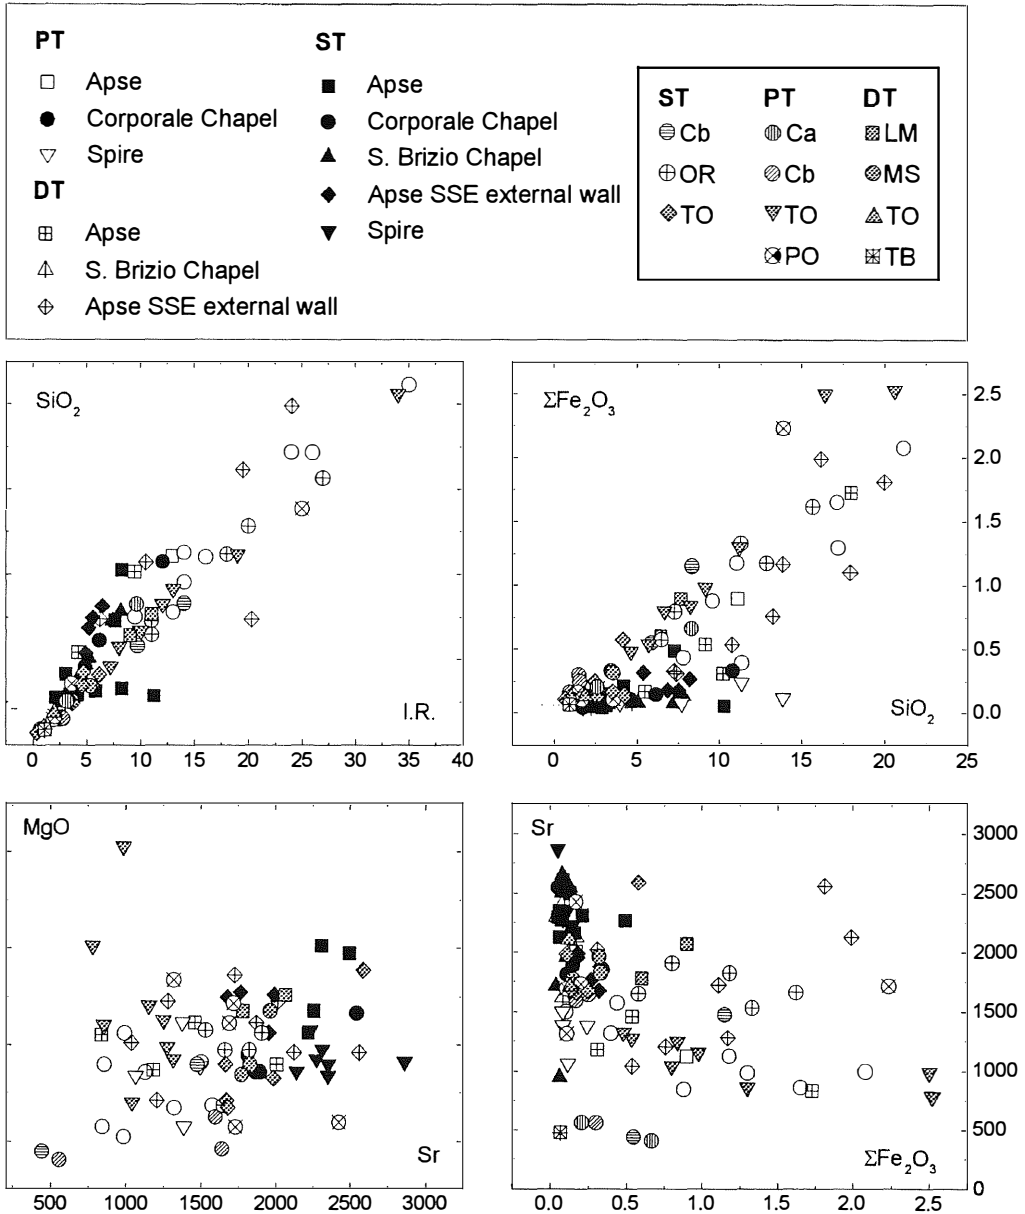 PT
Apse
Corporale Chapel
Spire
DT
Apse
S. Brizio Chapel
Apse SSE external wall
ST
Apse
Corporale Chapel
S. Brizio Chapel
Apse SSE external wall
Spire
ST PT DT
Cb Ca LM
OR Cb MS
TO TO TO
PO TB
SiO2
I.R.
0 5 10 15 20 25 30 35 40
ΣFe2O3
SiO2
2.5
2.0
1.5
1.0
0.5
0.0
0 5 10 15 20 25
MgO
Sr
500 1000 1500 2000 2500 3000
Sr
ΣFe2O3
3000
2500
2000
1500
1000
500
0
0.0 0.5 1.0 1.5 2.0 2.5